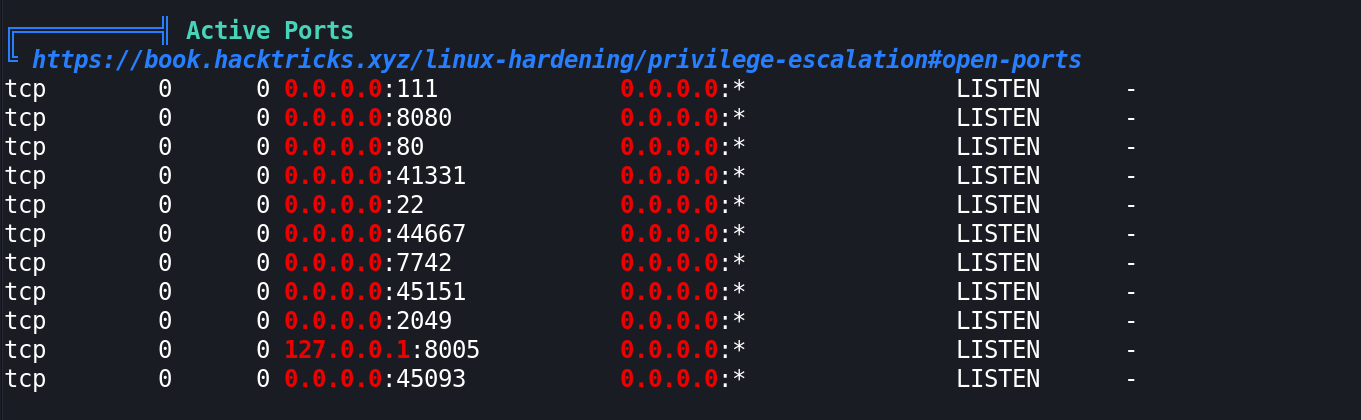 ╔══════════╣ Active Ports
╚ https://book.hacktricks.xyz/linux-hardening/privilege-escalation#open-ports
tcp        0      0 0.0.0.0:111             0.0.0.0:*               LISTEN      -
tcp        0      0 0.0.0.0:8080            0.0.0.0:*               LISTEN      -
tcp        0      0 0.0.0.0:80              0.0.0.0:*               LISTEN      -
tcp        0      0 0.0.0.0:41331           0.0.0.0:*               LISTEN      -
tcp        0      0 0.0.0.0:22              0.0.0.0:*               LISTEN      -
tcp        0      0 0.0.0.0:44667           0.0.0.0:*               LISTEN      -
tcp        0      0 0.0.0.0:7742            0.0.0.0:*               LISTEN      -
tcp        0      0 0.0.0.0:45151           0.0.0.0:*               LISTEN      -
tcp        0      0 0.0.0.0:2049            0.0.0.0:*               LISTEN      -
tcp        0      0 127.0.0.1:8005          0.0.0.0:*               LISTEN      -
tcp        0      0 0.0.0.0:45093           0.0.0.0:*               LISTEN      -